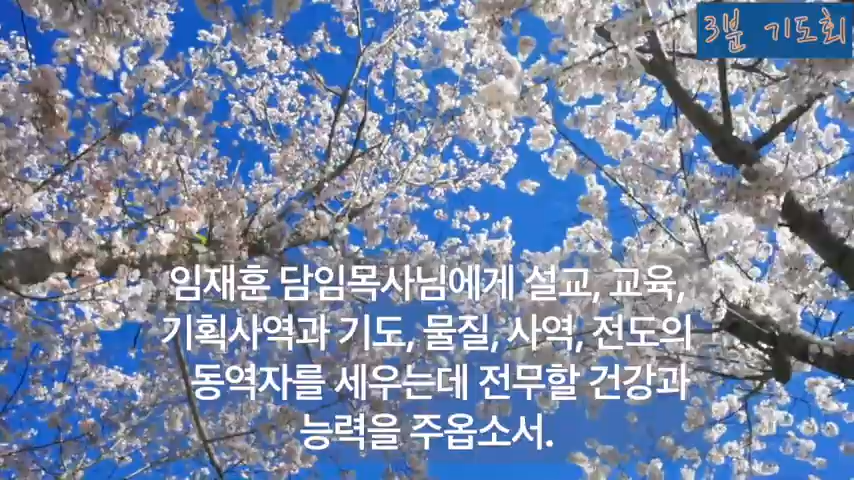 3분 기도회
임재훈 담임목사님에게 설교, 교육,
기획사역과 기도, 물질, 사역, 전도의
동역자를 세우는데 전무할 건강과
능력을 주옵소서.